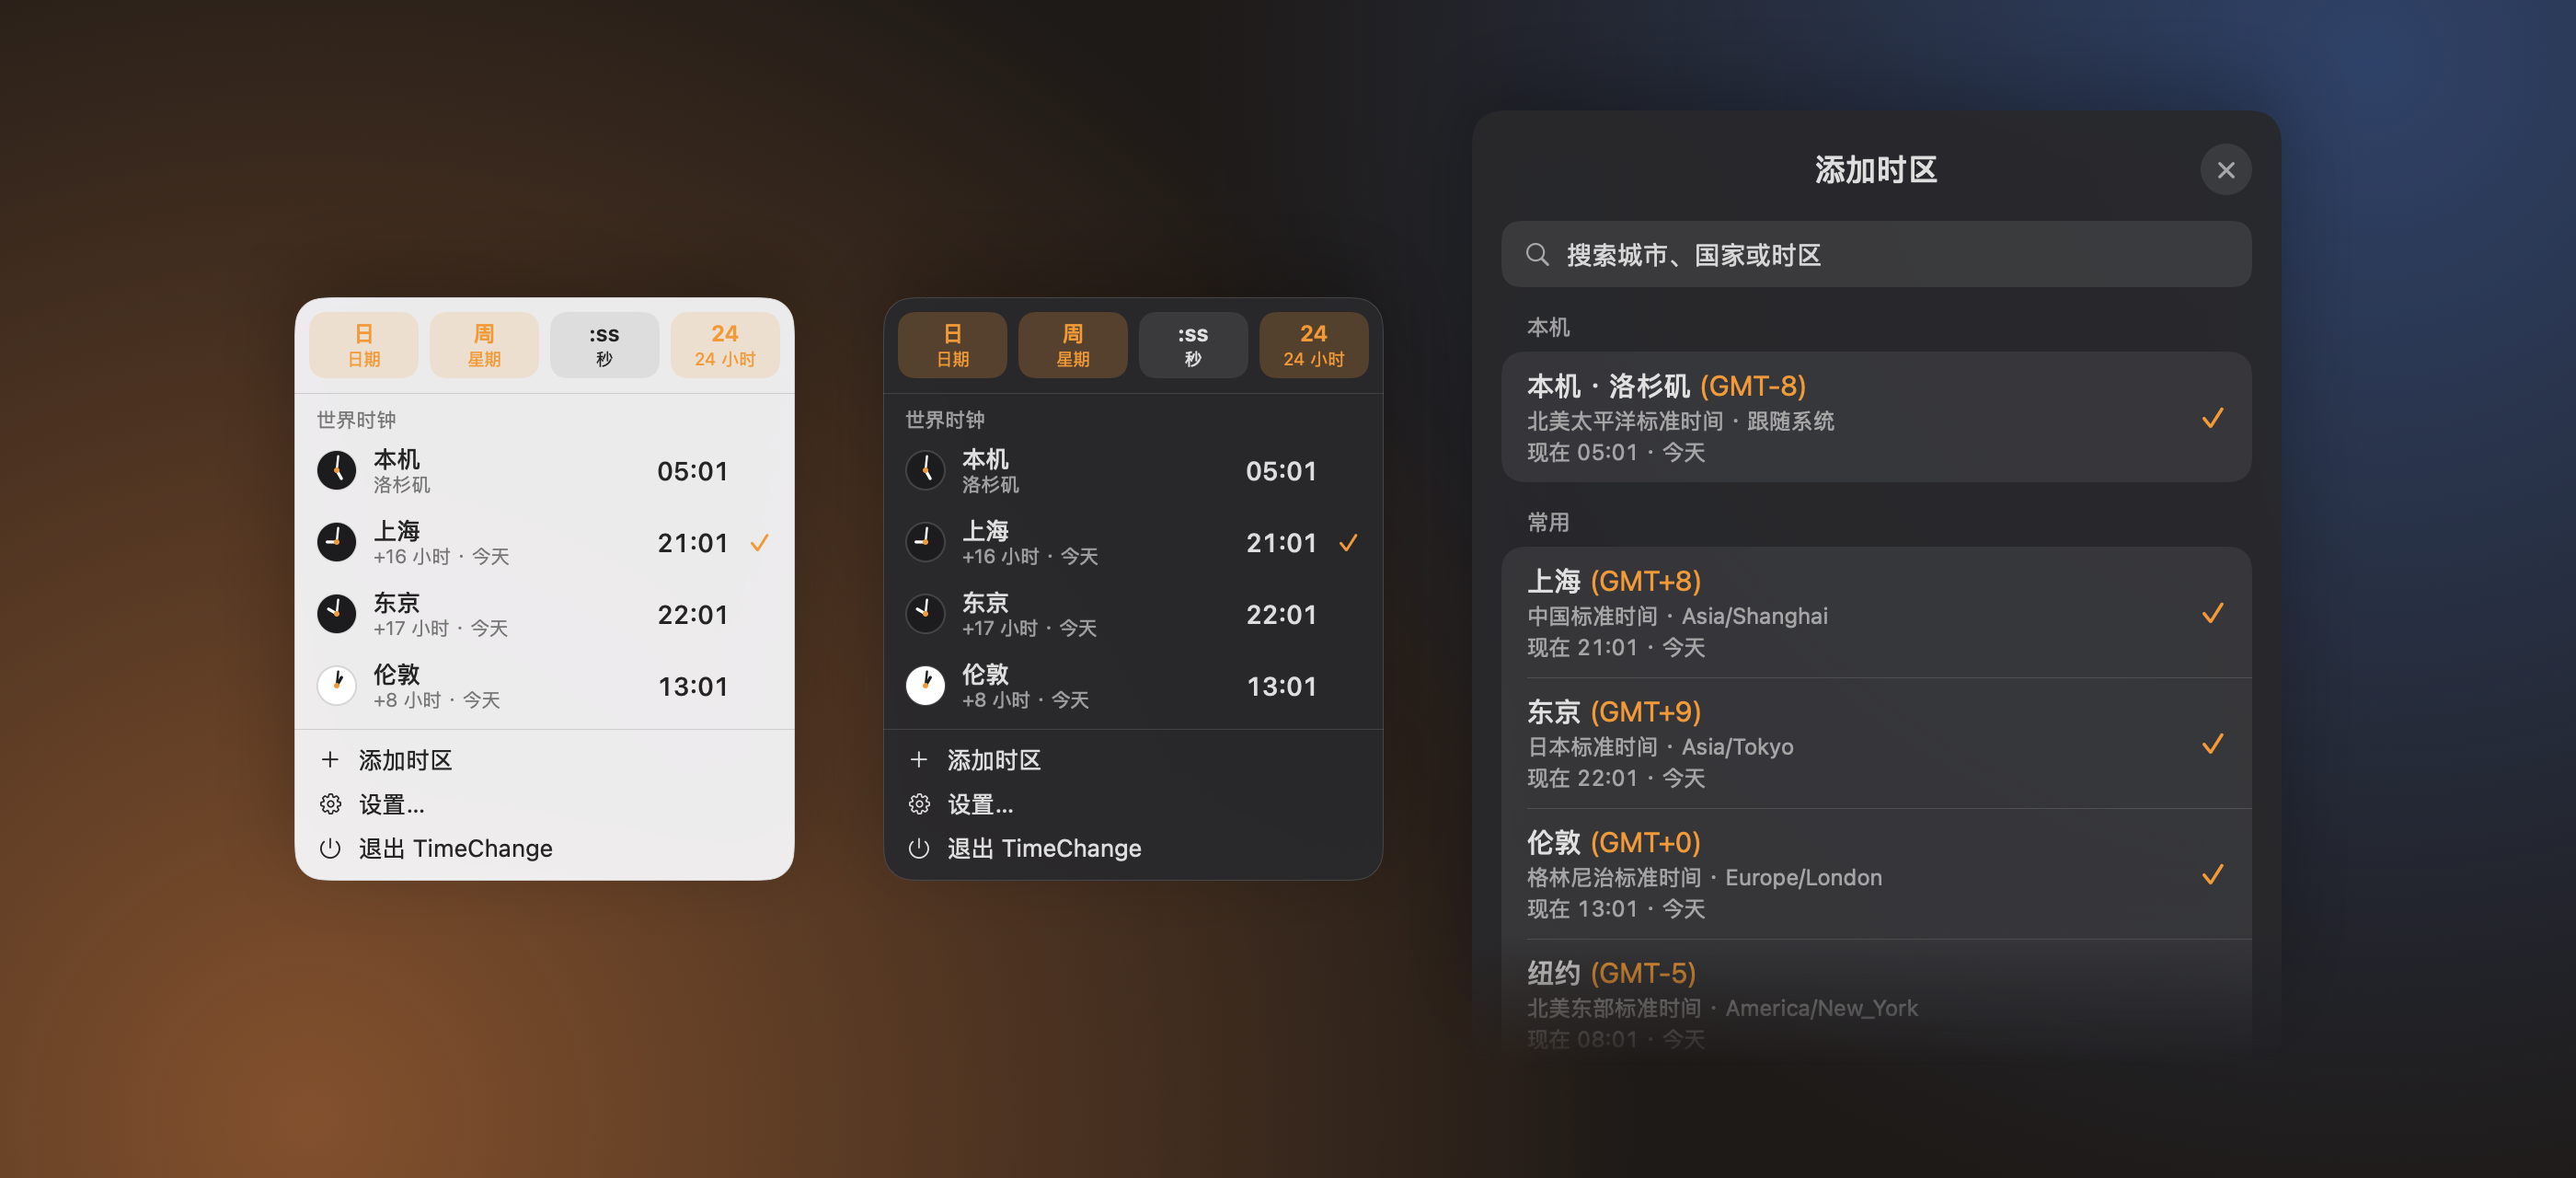 日 周 :ss 24
日期 星期 秒 24 小时
世界时钟
本机 05:01
洛杉矶
上海 21:01
+16 小时 · 今天
东京 22:01
+17 小时 · 今天
伦敦 13:01
+8 小时 · 今天
添加时区
设置...
退出 TimeChange
日 周 :ss 24
日期 星期 秒 24 小时
世界时钟
本机 05:01
洛杉矶
上海 21:01
+16 小时 · 今天
东京 22:01
+17 小时 · 今天
伦敦 13:01
+8 小时 · 今天
添加时区
设置...
退出 TimeChange
添加时区
搜索城市、国家或时区
本机
本机 · 洛杉矶 (GMT-8)
北美太平洋标准时间 · 跟随系统
现在 05:01 · 今天
常用
上海 (GMT+8)
中国标准时间 · Asia/Shanghai
现在 21:01 · 今天
东京 (GMT+9)
日本标准时间 · Asia/Tokyo
现在 22:01 · 今天
伦敦 (GMT+0)
格林尼治标准时间 · Europe/London
现在 13:01 · 今天
纽约 (GMT-5)
北美东部标准时间 · America/New_York
现在 08:01 · 今天